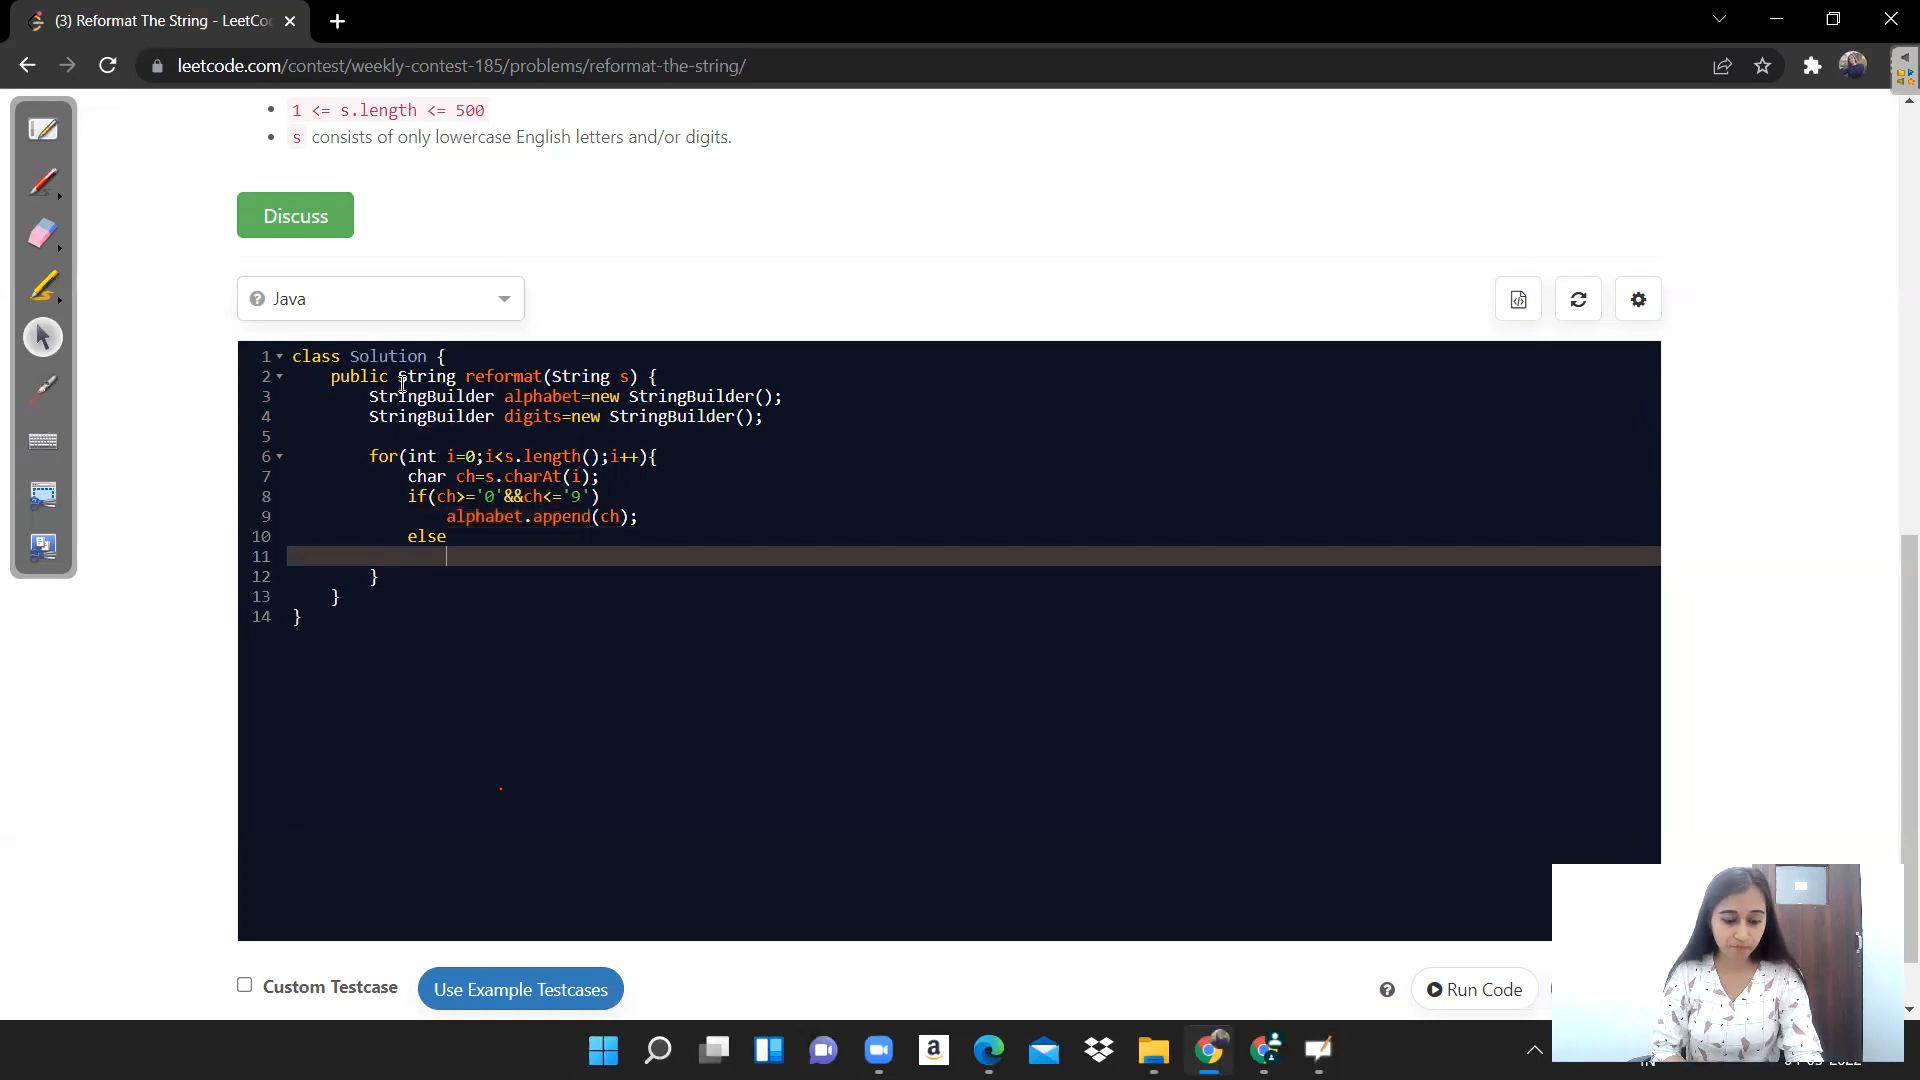 (3) Reformat The String - LeetCo
leetcode.com/contest/weekly-contest-185/problems/reformat-the-string/
1 <= s.length <= 500
s consists of only lowercase English letters and/or digits.
Discuss
Java
1 class Solution {
2 public String reformat(String s) {
3 StringBuilder alphabet=new StringBuilder();
4 StringBuilder digits=new StringBuilder();
5
6 for(int i=0;i<s.length();i++){
7 char ch=s.charAt(i);
8 if(ch>='0'&&ch<='9')
9 alphabet.append(ch);
10 else
11
12 }
13 }
14 }
Custom Testcase
Use Example Testcases
Run Code